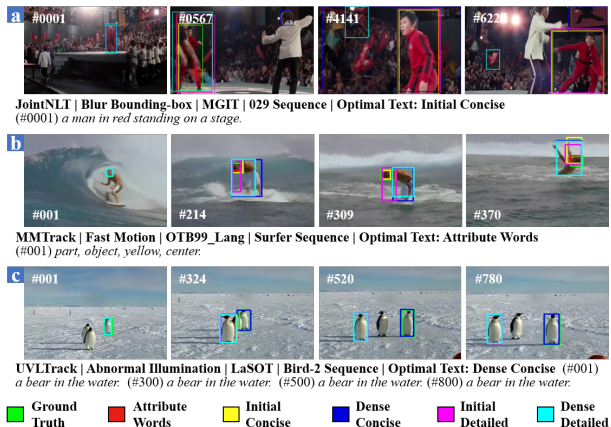 a
#0001
#0567
#4141
#622
JointNLT | Blur Bounding-box | MGIT | 029 Sequence | Optimal Text: Initial Concise
(#0001) a man in red standing on a stage.
b
#001
#214
#309
#370
MMTrack | Fast Motion | OTB99_Lang | Surfer Sequence | Optimal Text: Attribute Words
(#001) part, object, yellow, center.
c
#001
#324
#520
#780
UVLTrack | Abnormal Illumination | LaSOT | Bird-2 Sequence | Optimal Text: Dense Concise (#001)
a bear in the water. (#300) a bear in the water. (#500) a bear in the water. (#800) a bear in the water.
Ground Truth
Attribute Words
Initial Concise
Dense Concise
Initial Detailed
Dense Detailed